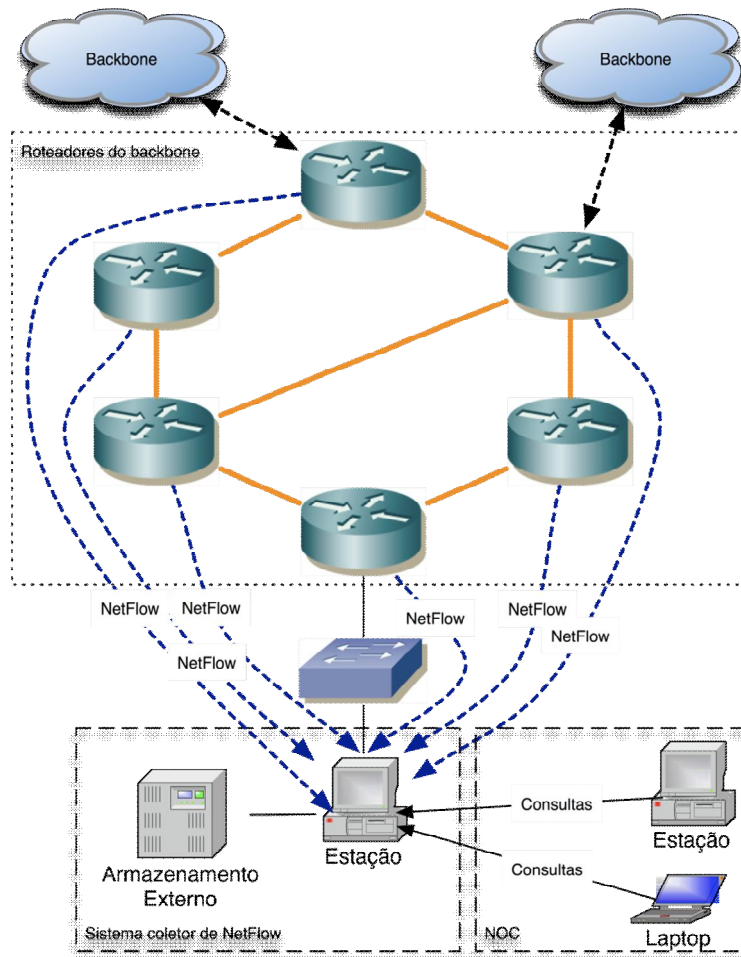 Backbone
Backbone
Roteadores do backbone
NetFlow
NetFlow
NetFlow
NetFlow
NetFlow
NetFlow
Consultas
Estação
Estação
Consultas
Armazenamento
Externo
Laptop
Sistema coletor de NetFlow
NOC